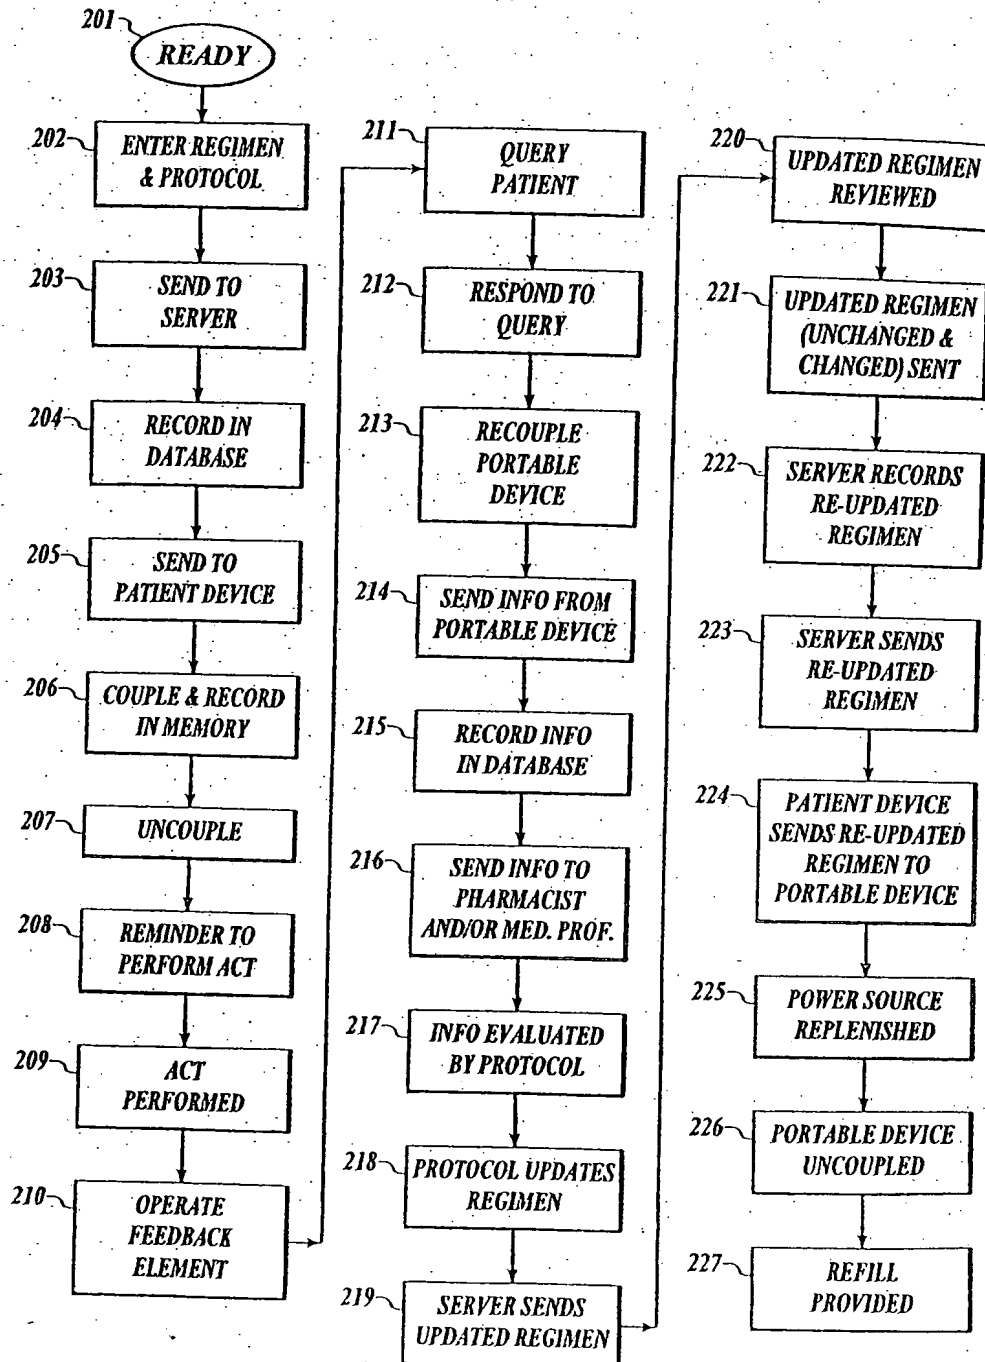 201
READY
202
ENTER REGIMEN
& PROTOCOL
203
SEND TO
SERVER
204
RECORD IN
DATABASE
205
SEND TO
PATIENT DEVICE
206
COUPLE & RECORD
IN MEMORY
207
UNCOUPLE
208
REMINDER TO
PERFORM ACT
209
ACT
PERFORMED
210
OPERATE
FEEDBACK
ELEMENT
211
QUERY
PATIENT
212
RESPOND TO
QUERY
213
RECOUPLE
PORTABLE
DEVICE
214
SEND INFO FROM
PORTABLE DEVICE
215
RECORD INFO
IN DATABASE
216
SEND INFO TO
PHARMACIST
AND/OR MED. PROF.
217
INFO EVALUATED
BY PROTOCOL
218
PROTOCOL UPDATES
REGIMEN
219
SERVER SENDS
UPDATED REGIMEN
220
UPDATED REGIMEN
REVIEWED
221
UPDATED REGIMEN
(UNCHANGED &
CHANGED) SENT
222
SERVER RECORDS
RE-UPDATED
REGIMEN
223
SERVER SENDS
RE-UPDATED
REGIMEN
224
PATIENT DEVICE
SENDS RE-UPDATED
REGIMEN TO
PORTABLE DEVICE
225
POWER SOURCE
REPLENISHED
226
PORTABLE DEVICE
UNCOUPLED
227
REFILL
PROVIDED